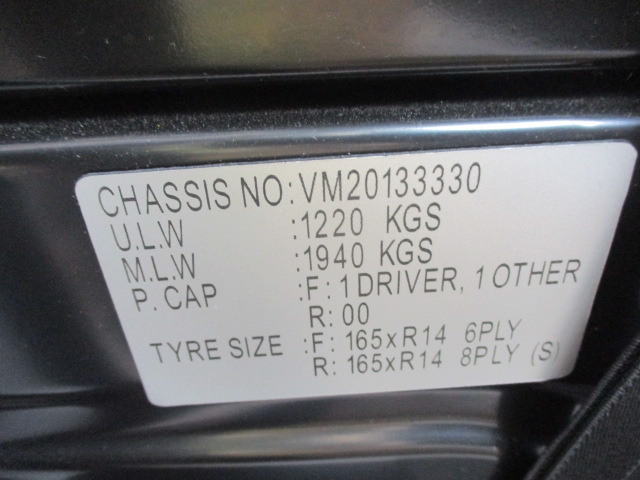 CHASSIS NO:VM20133330
U.L.W :1220 KGS
M.L.W :1940 KGS
P. CAP :F: 1 DRIVER, 1 OTHER
R: 00
TYRE SIZE :F: 165xR14 6PLY
R: 165xR14 8PLY (S)